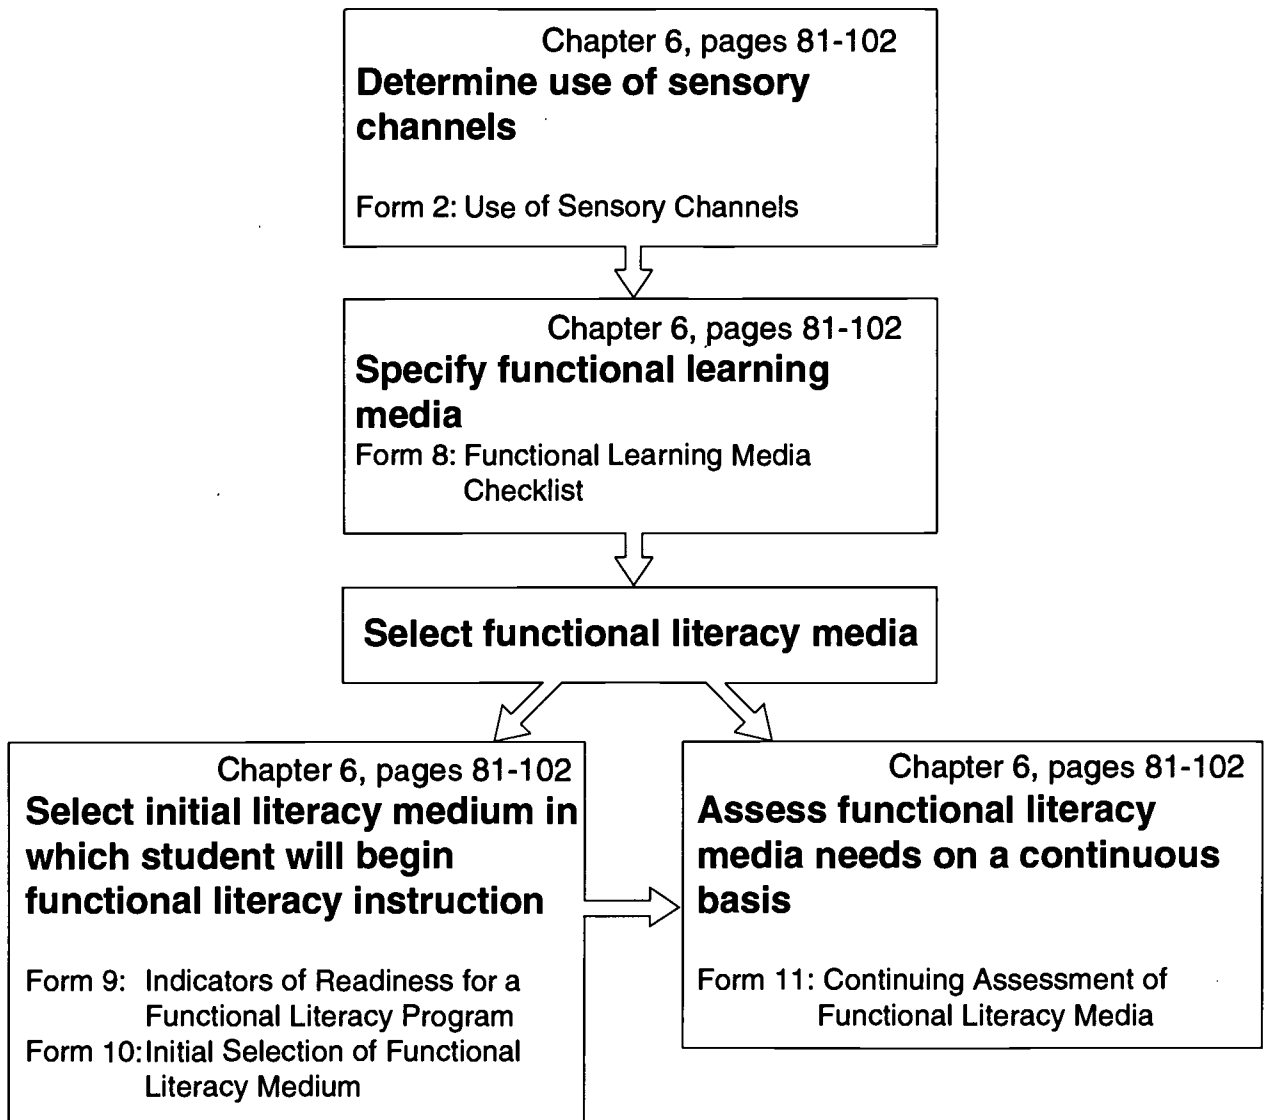 Chapter 6, pages 81-102
Determine use of sensory
channels
Form 2: Use of Sensory Channels
Chapter 6, pages 81-102
Specify functional learning
media
Form 8: Functional Learning Media
Checklist
Select functional literacy media
Chapter 6, pages 81-102
Select initial literacy medium in
which student will begin
functional literacy instruction
Form 9: Indicators of Readiness for a
Functional Literacy Program
Form 10: Initial Selection of Functional
Literacy Medium
Chapter 6, pages 81-102
Assess functional literacy
media needs on a continuous
basis
Form 11: Continuing Assessment of
Functional Literacy Media